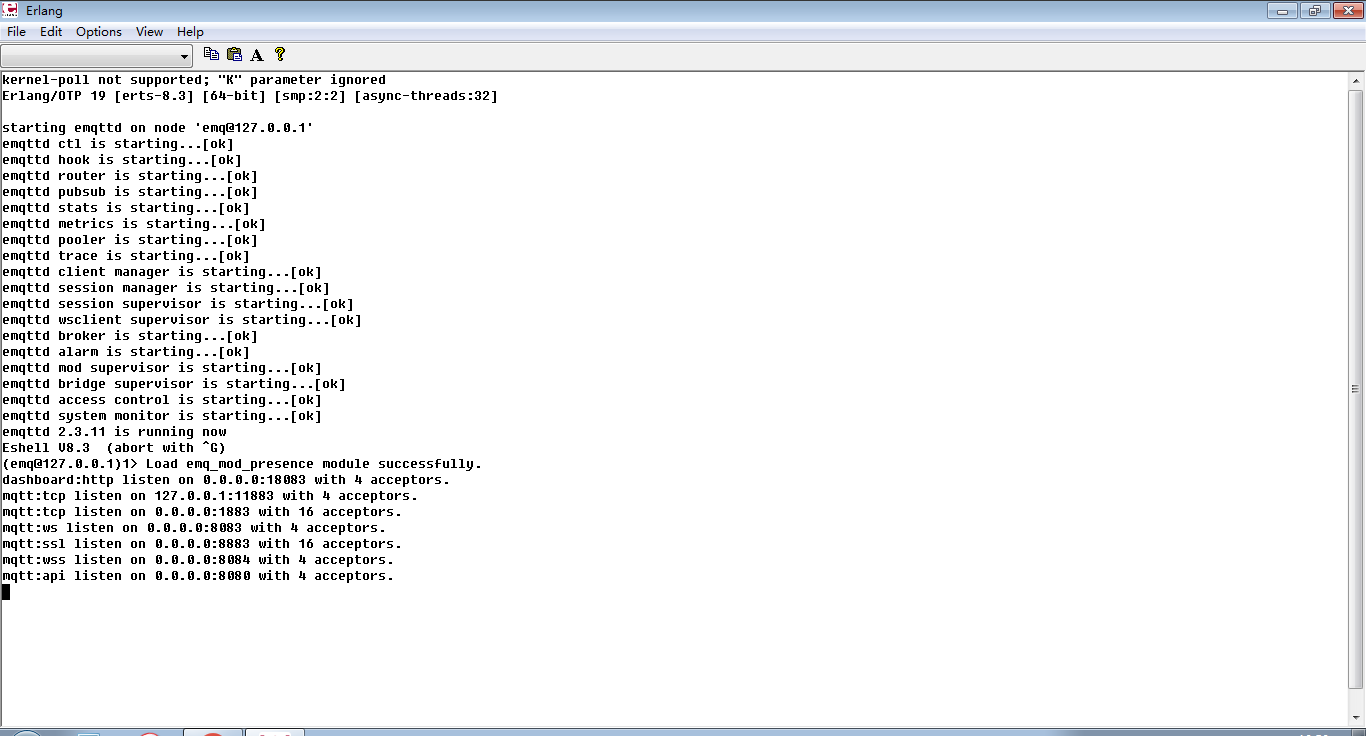 Erlang
File Edit Options View Help
kernel-poll not supported; "K" parameter ignored
Erlang/OTP 19 [erts-8.3] [64-bit] [smp:2:2] [async-threads:32]
starting emqttd on node 'emq@127.0.0.1'
emqttd ctl is starting...[ok]
emqttd hook is starting...[ok]
emqttd router is starting...[ok]
emqttd pubsub is starting...[ok]
emqttd stats is starting...[ok]
emqttd metrics is starting...[ok]
emqttd pooler is starting...[ok]
emqttd trace is starting...[ok]
emqttd client manager is starting...[ok]
emqttd session manager is starting...[ok]
emqttd session supervisor is starting...[ok]
emqttd wsclient supervisor is starting...[ok]
emqttd broker is starting...[ok]
emqttd alarm is starting...[ok]
emqttd mod supervisor is starting...[ok]
emqttd bridge supervisor is starting...[ok]
emqttd access control is starting...[ok]
emqttd system monitor is starting...[ok]
emqttd 2.3.11 is running now
Eshell V8.3  (abort with ^G)
(emq@127.0.0.1)1> Load emq_mod_presence module successfully.
dashboard:http listen on 0.0.0.0:18083 with 4 acceptors.
mqtt:tcp listen on 127.0.0.1:11883 with 4 acceptors.
mqtt:tcp listen on 0.0.0.0:1883 with 16 acceptors.
mqtt:ws listen on 0.0.0.0:8083 with 4 acceptors.
mqtt:ssl listen on 0.0.0.0:8883 with 16 acceptors.
mqtt:wss listen on 0.0.0.0:8084 with 4 acceptors.
mqtt:api listen on 0.0.0.0:8080 with 4 acceptors.